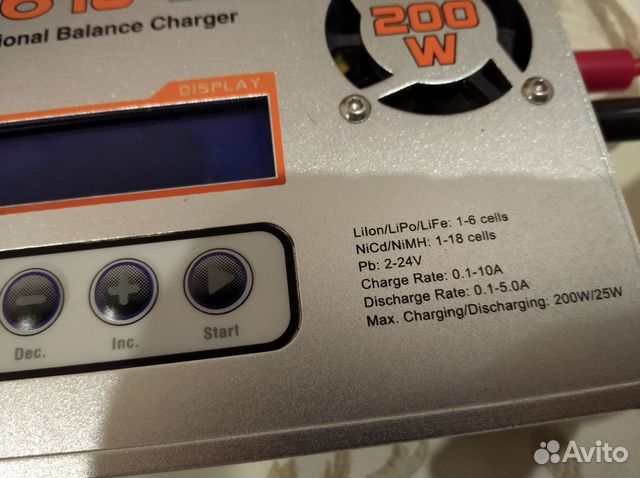 Balance Charger
200
W
DISPLAY
LiIon/LiPo/LiFe: 1-6 cells
NiCd/NiMH: 1-18 cells
Pb: 2-24V
Charge Rate: 0.1-10A
Discharge Rate: 0.1-5.0A
Max. Charging/Discharging: 200W/25W
Dec.
Inc.
Start
Avito